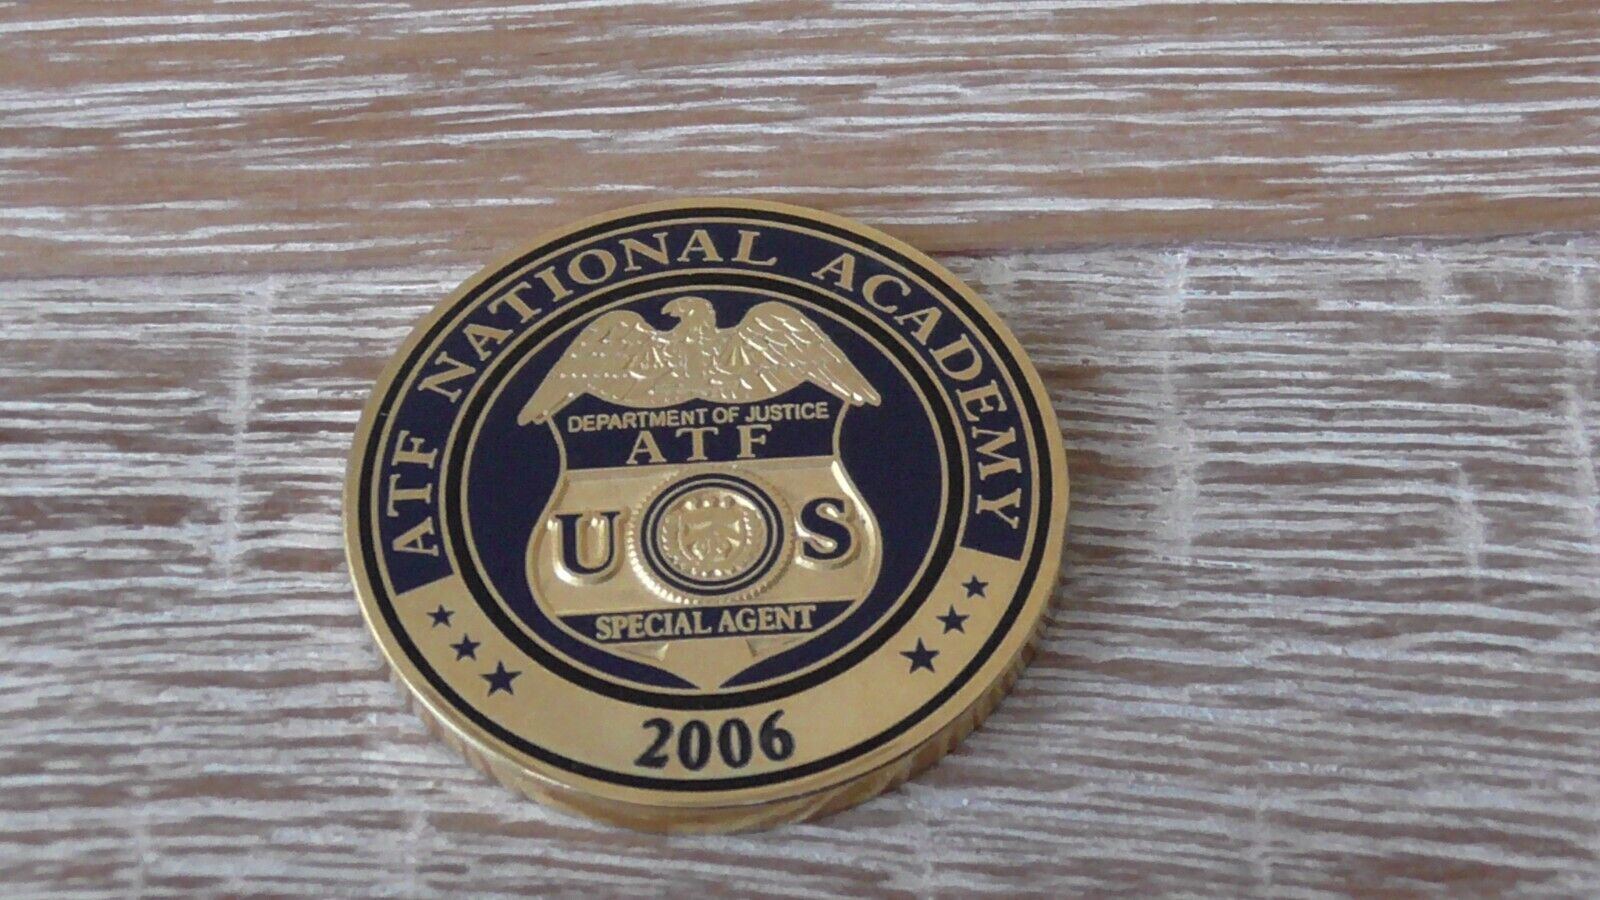 ATF NATIONAL ACADEMY
DEPARTMENT OF JUSTICE
ATF
U S
SPECIAL AGENT
2006